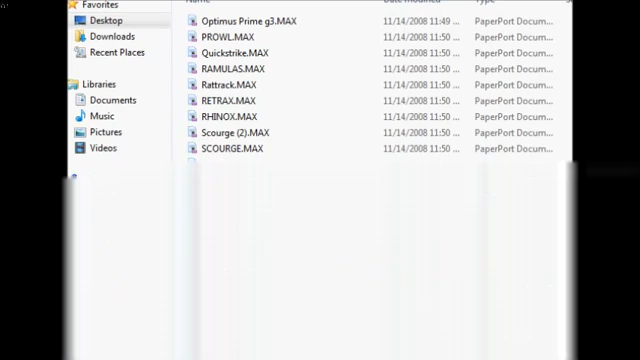 Favorites
Desktop
Downloads
Recent Places
Libraries
Documents
Music
Pictures
Videos
Name Date modified Type
Optimus Prime g3.MAX 11/14/2008 11:49 ... PaperPort Docum...
PROWL.MAX 11/14/2008 11:50 ... PaperPort Docum...
Quickstrike.MAX 11/14/2008 11:50 ... PaperPort Docum...
RAMULAS.MAX 11/14/2008 11:50 ... PaperPort Docum...
Rattrack.MAX 11/14/2008 11:50 ... PaperPort Docum...
RETRAX.MAX 11/14/2008 11:50 ... PaperPort Docum...
RHINOX.MAX 11/14/2008 11:50 ... PaperPort Docum...
Scourge (2).MAX 11/14/2008 11:50 ... PaperPort Docum...
SCOURGE.MAX 11/14/2008 11:50 ... PaperPort Docum...